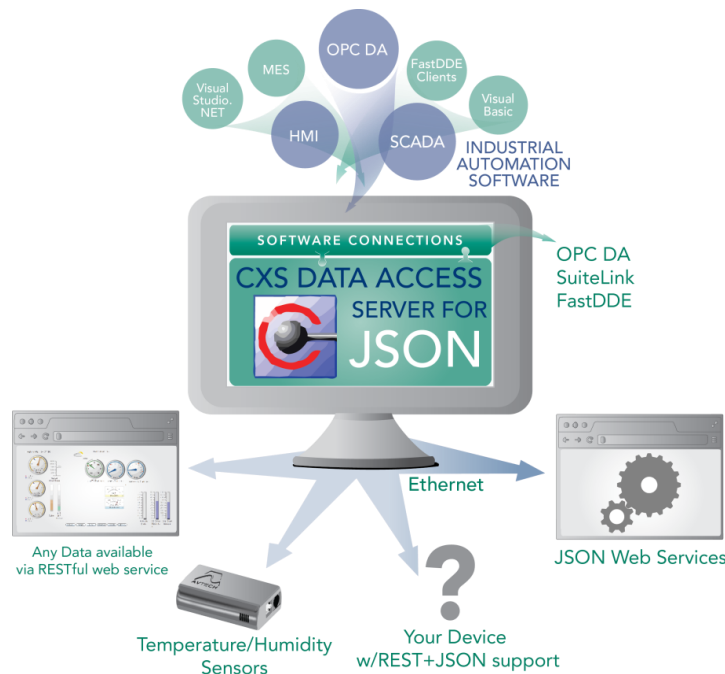 OPC DA
MES
FastDDE
Clients
Visual
Studio.
NET
Visual
Basic
HMI
SCADA
INDUSTRIAL
AUTOMATION
SOFTWARE
SOFTWARE CONNECTIONS
OPC DA
SuiteLink
FastDDE
CXS DATA ACCESS
SERVER FOR
JSON
Ethernet
Any Data available
via RESTful web service
JSON Web Services
AVTECH
Temperature/Humidity
Sensors
?
Your Device
w/REST+JSON support